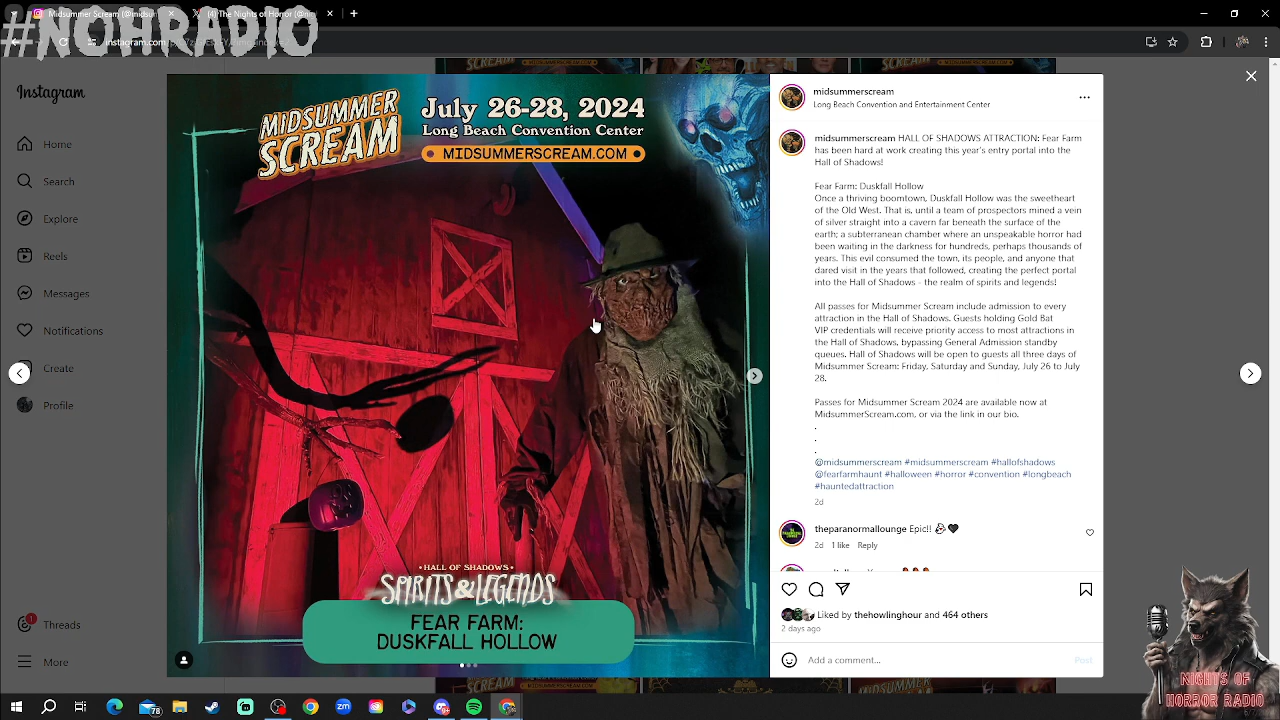 #NOHRADIO
Midsummer Scream (@midsum
(4) The Nights of Horror (@nig
instagram.com
Instagram
Home
Search
Explore
Reels
Messages
Notifications
Create
Profile
1
Threads
More
MIDSUMMER
SCREAM
July 26-28, 2024
Long Beach Convention Center
MIDSUMMERSCREAM.COM
• HALL OF SHADOWS •
SPIRITS & LEGENDS
FEAR FARM:
DUSKFALL HOLLOW
midsummerscream
Long Beach Convention and Entertainment Center
midsummerscream HALL OF SHADOWS ATTRACTION: Fear Farm
has been hard at work creating this year's entry portal into the
Hall of Shadows!
Fear Farm: Duskfall Hollow
Once a thriving boomtown, Duskfall Hollow was the sweetheart
of the Old West. That is, until a team of prospectors mined a vein
of silver straight into a cavern far beneath the surface of the
earth; a subterranean chamber where an unspeakable horror had
been waiting in the darkness for hundreds, perhaps thousands of
years. This evil consumed the town, its people, and anyone that
dared visit in the years that followed, creating the perfect portal
into the Hall of Shadows - the realm of spirits and legends!
All passes for Midsummer Scream include admission to every
attraction in the Hall of Shadows. Guests holding Gold Bat
VIP credentials will receive priority access to most attractions in
the Hall of Shadows, bypassing General Admission standby
queues. Hall of Shadows will be open to guests all three days of
Midsummer Scream: Friday, Saturday and Sunday, July 26 to July
28.
Passes for Midsummer Scream 2024 are available now at
MidsummerScream.com, or via the link in our bio.
.
.
.
@midsummerscream #midsummerscream #hallofshadows
@fearfarmhaunt #halloween #horror #convention #longbeach
#hauntedattraction
2d
theparanormallounge Epic!!
2d 1 like Reply
Liked by thehowlinghour and 464 others
2 days ago
Add a comment...
Post
NIGHTS OF
HORROR RADIO